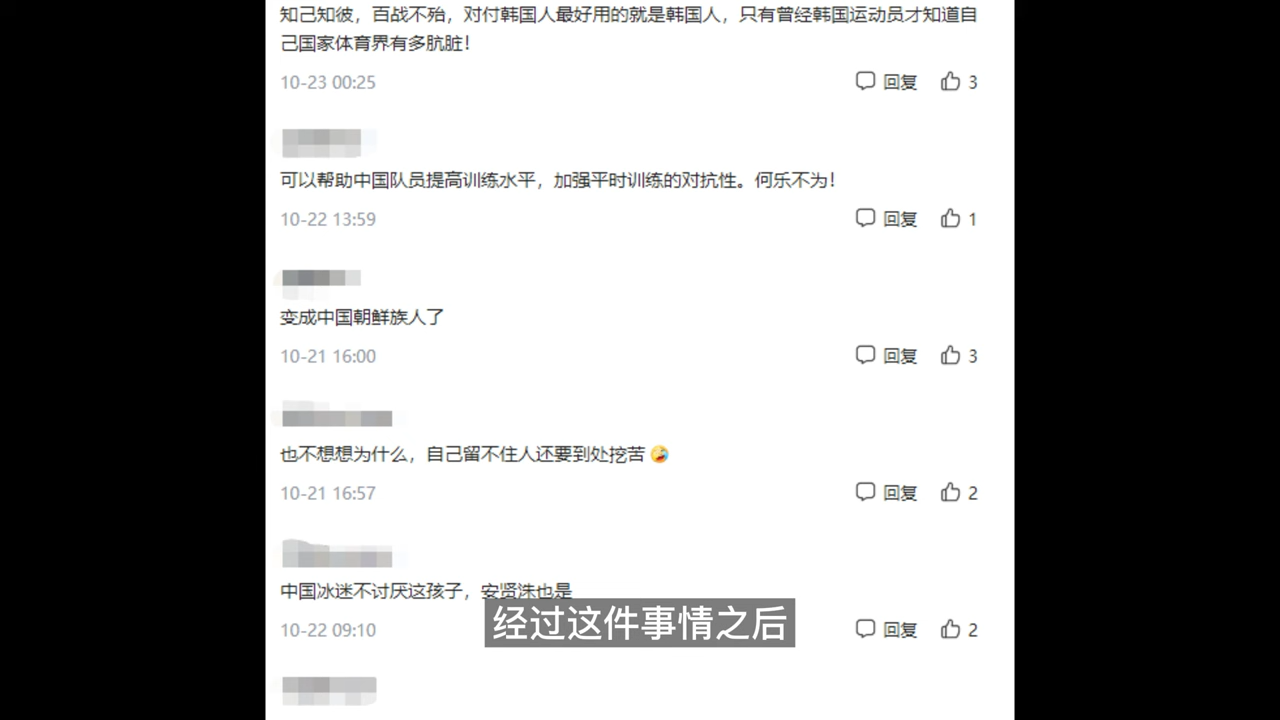 知己知彼，百战不殆，对付韩国人最好用的就是韩国人，只有曾经韩国运动员才知道自
己国家体育界有多肮脏！
10-23 00:25 回复 3
可以帮助中国队员提高训练水平，加强平时训练的对抗性。何乐不为！
10-22 13:59 回复 1
变成中国朝鲜族人了
10-21 16:00 回复 3
也不想想为什么，自己留不住人还要到处挖苦🤣
10-21 16:57 回复 2
中国冰迷不讨厌这孩子，安贤洙也是
经过这件事情之后
10-22 09:10 回复 2